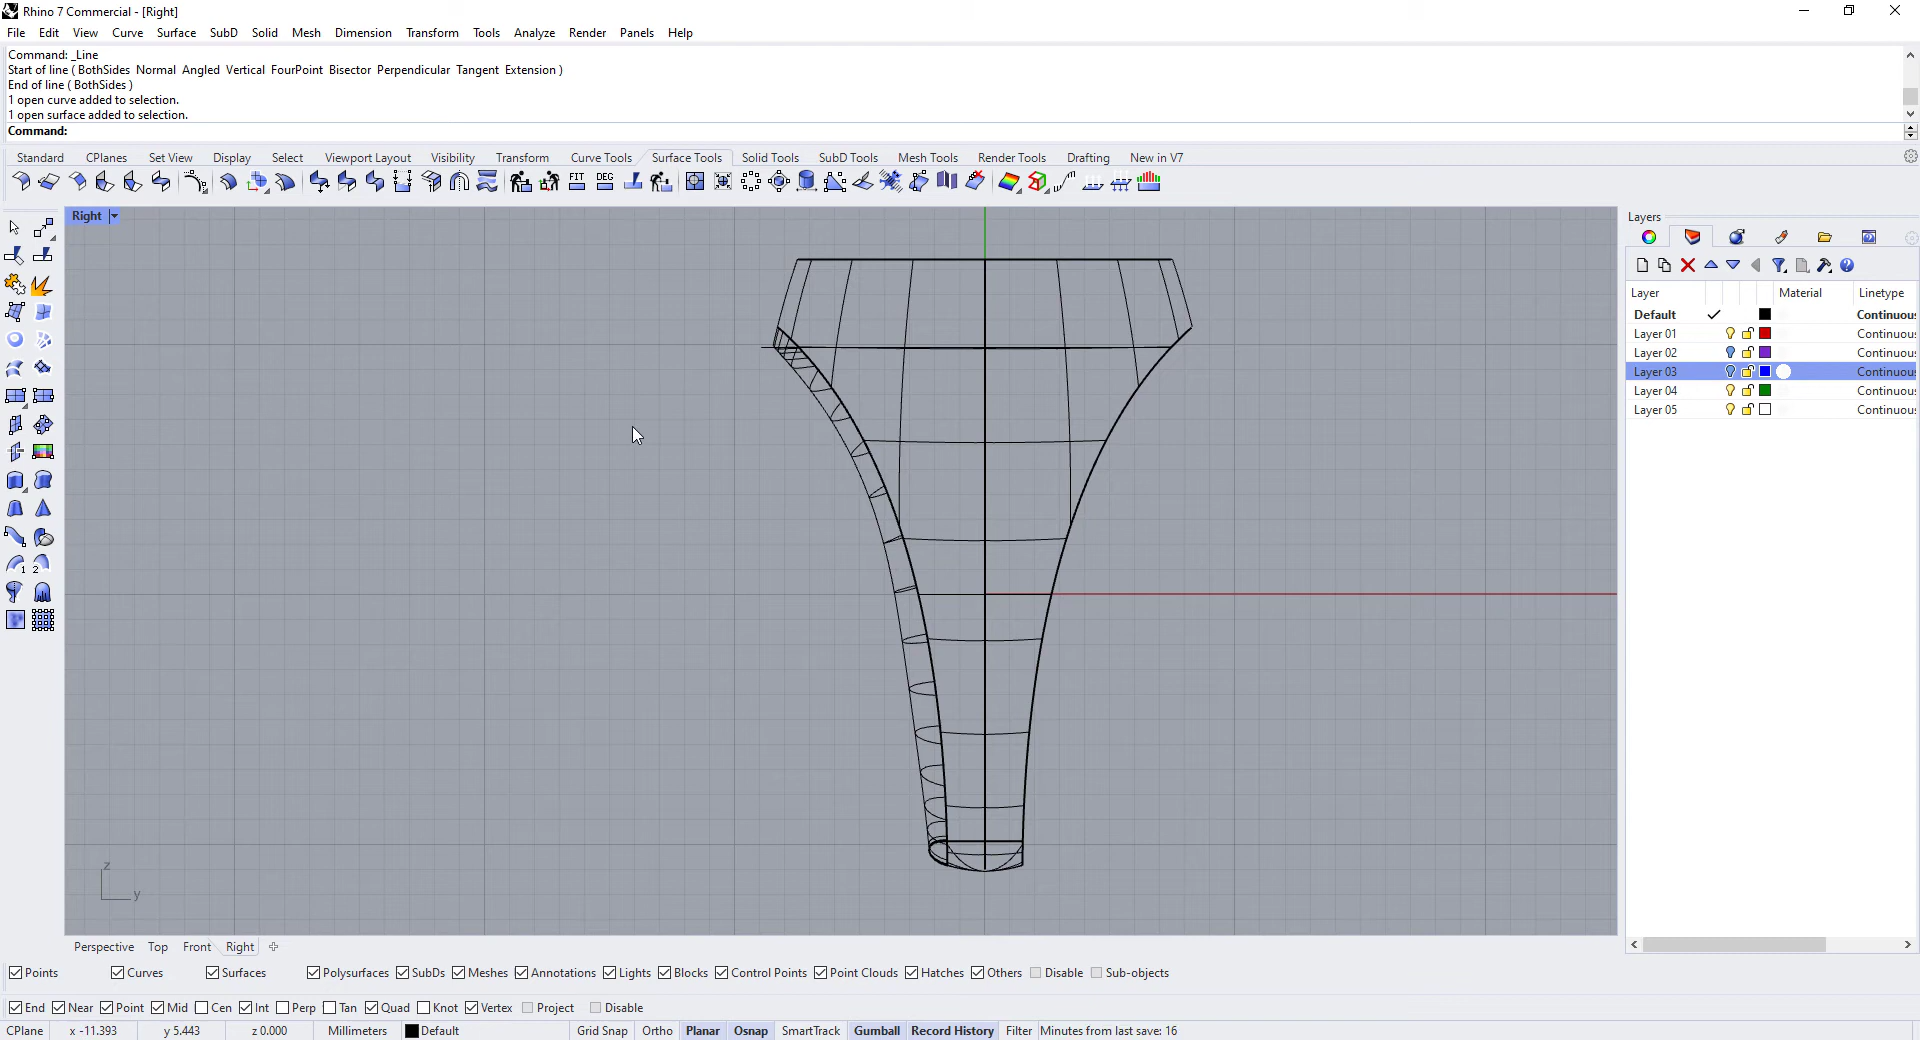 Rhino 7 Commercial - [Right]
File Edit View Curve Surface SubD Solid Mesh Dimension Transform Tools Analyze Render Panels Help
Command: _Line
Start of line ( BothSides Normal Angled Vertical FourPoint Bisector Perpendicular Tangent Extension )
End of line ( BothSides )
1 open curve added to selection.
1 open surface added to selection.
Command:
Standard CPlanes Set View Display Select Viewport Layout Visibility Transform Curve Tools Surface Tools Solid Tools SubD Tools Mesh Tools Render Tools Drafting New in V7
FIT DEG
Right
Layers
Layer Material Linetype
Default Continuous
Layer 01 Continuous
Layer 02 Continuous
Layer 03 Continuous
Layer 04 Continuous
Layer 05 Continuous
1 2
z
y
Perspective Top Front Right
Points Curves Surfaces Polysurfaces SubDs Meshes Annotations Lights Blocks Control Points Point Clouds Hatches Others Disable Sub-objects
End Near Point Mid Cen Int Perp Tan Quad Knot Vertex Project Disable
CPlane x -11.393 y 5.443 z 0.000 Millimeters Default Grid Snap Ortho Planar Osnap SmartTrack Gumball Record History Filter Minutes from last save: 16